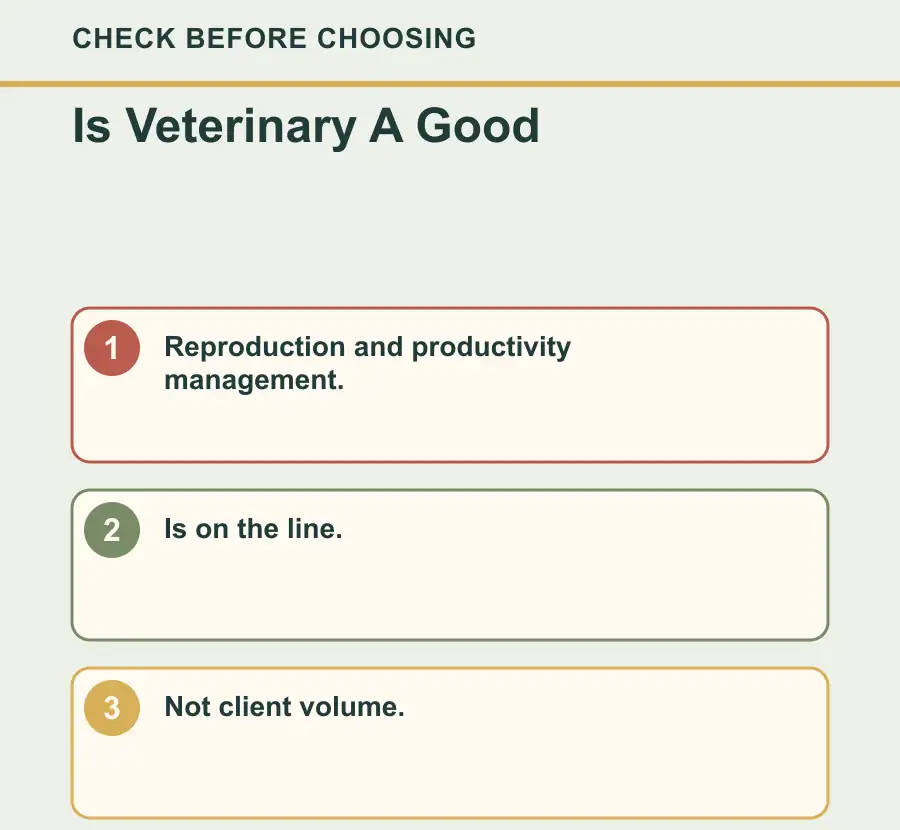 CHECK BEFORE CHOOSING
Is Veterinary A Good
1
Reproduction and productivity
management.
2
Is on the line.
3
Not client volume.